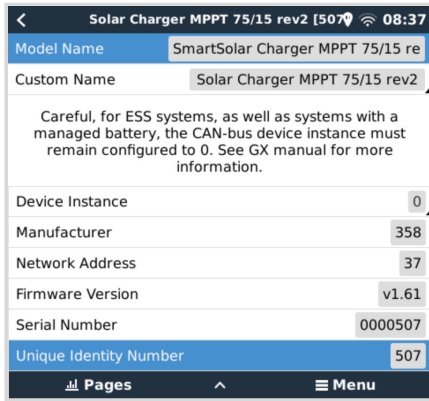 Solar Charger MPPT 75/15 rev2 [507 08:37
Model Name SmartSolar Charger MPPT 75/15 re
Custom Name Solar Charger MPPT 75/15 rev2
Careful, for ESS systems, as well as systems with a
managed battery, the CAN-bus device instance must
remain configured to 0. See GX manual for more
information.
Device Instance 0
Manufacturer 358
Network Address 37
Firmware Version v1.61
Serial Number 0000507
Unique Identity Number 507
Pages Menu